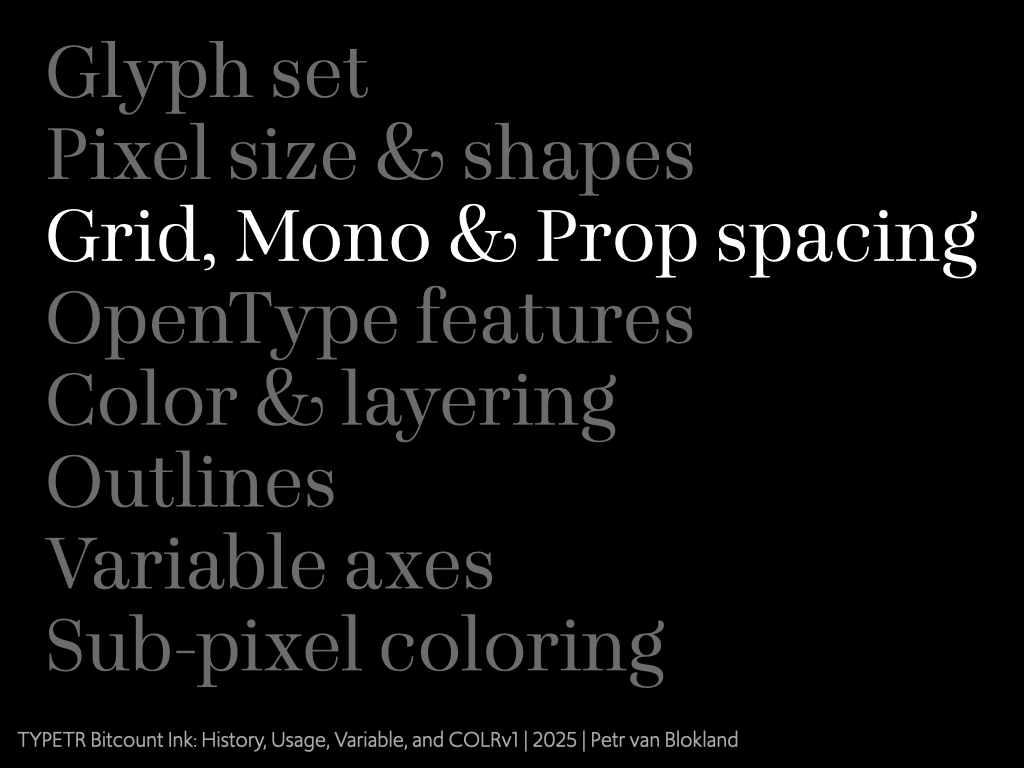 Glyph set
Pixel size & shapes
Grid, Mono & Prop spacing
OpenType features
Color & layering
Outlines
Variable axes
Sub-pixel coloring
TYPETR Bitcount Ink: History, Usage, Variable, and COLRv1 | 2025 | Petr van Blokland